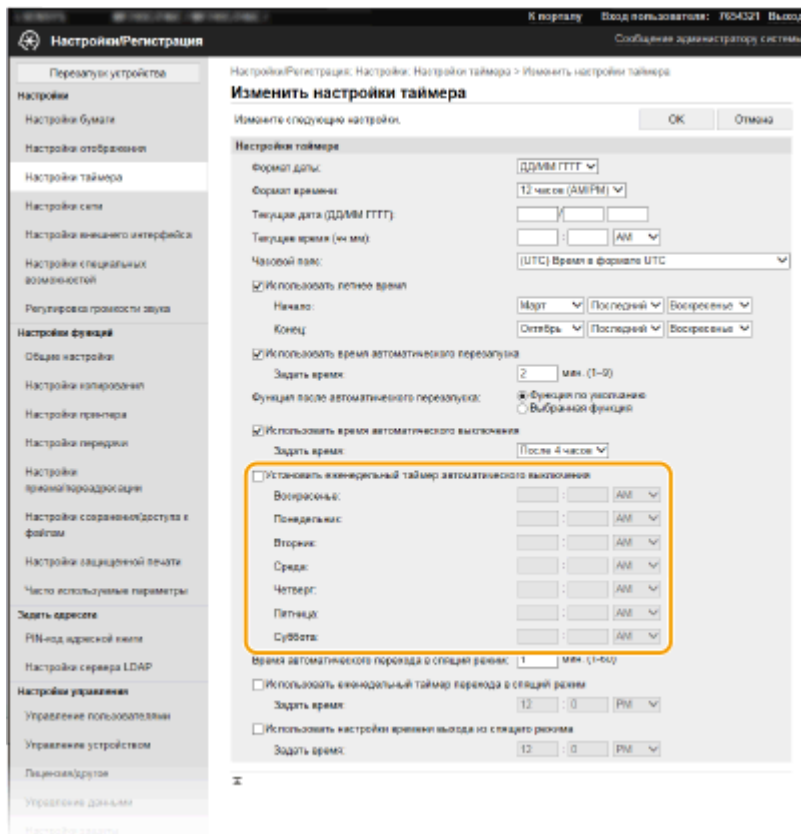 К порталу Вход пользователя: 7654321 Выход
Настройки/Регистрация
Сообщение администратору системы
Перезапуск устройства
Настройки
Настройки бумаги
Настройки отображения
Настройки таймера
Настройки сети
Настройки внешнего интерфейса
Настройки специальных
возможностей
Регулировка громкости звука
Настройки функций
Общие настройки
Настройки копирования
Настройки принтера
Настройки передачи
Настройки
приема/переадресации
Настройки сохранения/доступа к
файлам
Настройки защищенной печати
Часто используемые параметры
Задать адресата
PIN-код адресной книги
Настройки сервера LDAP
Настройки управления
Управление пользователями
Управление устройством
Лицензия/другое
Управление данными
Настройки/Регистрация: Настройки: Настройки таймера > Изменить настройки таймера
Изменить настройки таймера
Измените следующие настройки.
OK Отмена
Настройки таймера
Формат даты: ДД/ММ ГГГГ
Формат времени: 12 часов (AM/PM)
Текущая дата (ДД/ММ ГГГГ): /
Текущее время (чч мм): : AM
Часовой пояс: (UTC) Время в формате UTC
Использовать летнее время
Начало: Март Последний Воскресенье
Конец: Октябрь Последний Воскресенье
Использовать время автоматического перезапуска
Задать время: 2 мин. (1-9)
Функция после автоматического перезапуска: Функция по умолчанию
Выбранная функция
Использовать время автоматического выключения
Задать время: После 4 часов
Установить еженедельный таймер автоматического выключения
Воскресенье: : AM
Понедельник: : AM
Вторник: : AM
Среда: : AM
Четверг: : AM
Пятница: : AM
Суббота: : AM
Время автоматического перехода в спящий режим: 1 мин. (1-60)
Использовать еженедельный таймер перехода в спящий режим
Задать время: 12 : 0 PM
Использовать настройки времени выхода из спящего режима
Задать время: 12 : 0 PM